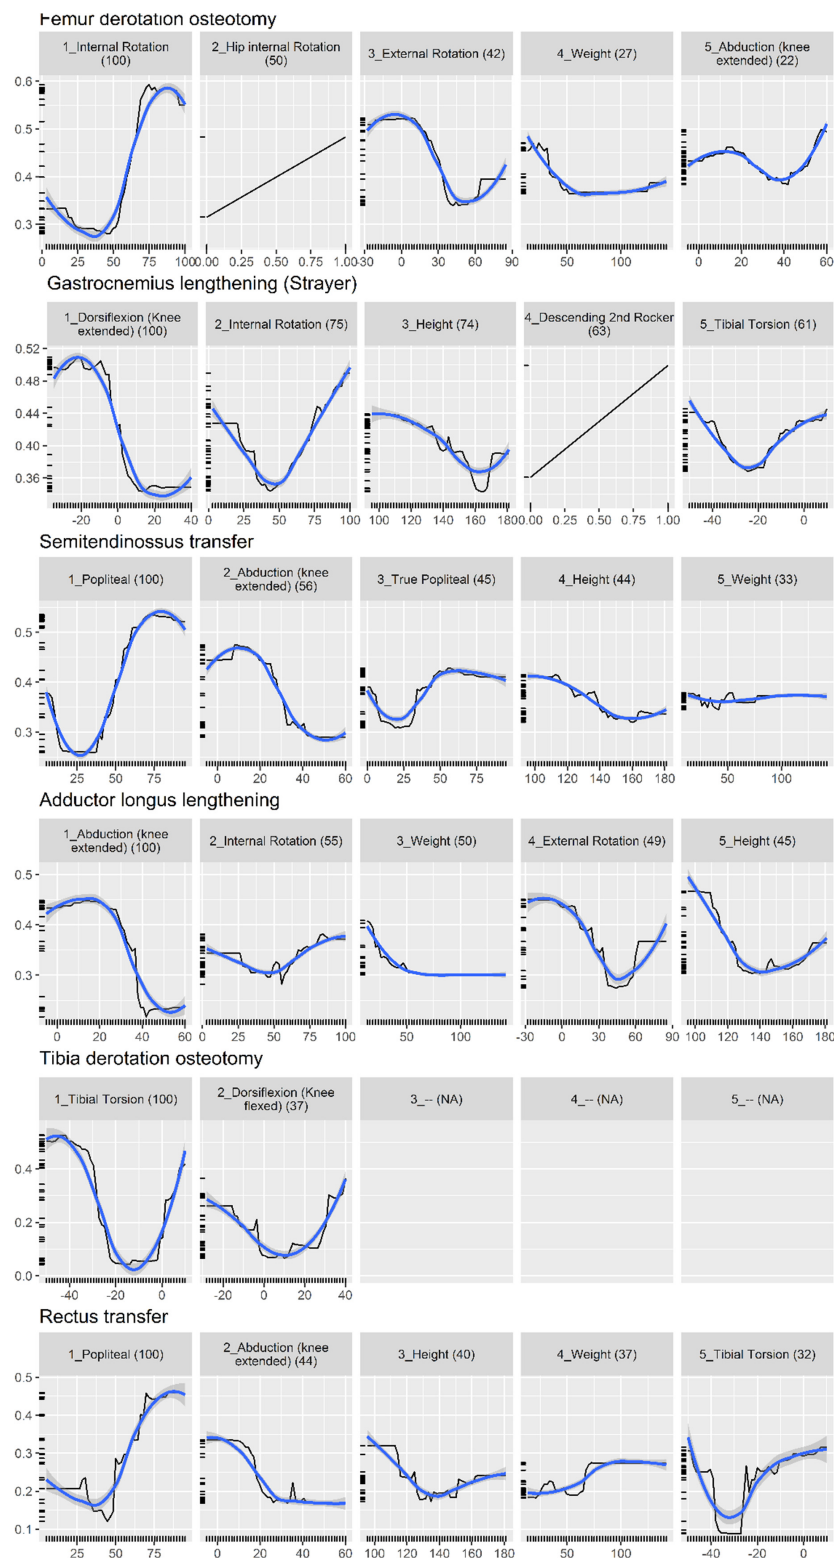 Femur derotation osteotomy
1_Internal Rotation (100)
2_Hip internal Rotation (50)
3_External Rotation (42)
4_Weight (27)
5_Abduction (knee extended) (22)
0.6
0.5
0.4
0.3
0 25 50 75 100
0.00 0.25 0.50 0.75 1.00
-30 0 30 60 90
50 100
0 20 40 60
Gastrocnemius lengthening (Strayer)
1_Dorsiflexion (Knee extended) (100)
2_Internal Rotation (75)
3_Height (74)
4_Descending 2nd Rocker (63)
5_Tibial Torsion (61)
0.52
0.48
0.44
0.40
0.36
-20 0 20 40
0 25 50 75 100
100 120 140 160 180
0.00 0.25 0.50 0.75 1.00
-40 -20 0
Semitendinossus transfer
1_Popliteal (100)
2_Abduction (knee extended) (56)
3_True Popliteal (45)
4_Height (44)
5_Weight (33)
0.5
0.4
0.3
25 50 75
0 20 40 60
0 25 50 75
100 120 140 160 180
50 100
Adductor longus lengthening
1_Abduction (knee extended) (100)
2_Internal Rotation (55)
3_Weight (50)
4_External Rotation (49)
5_Height (45)
0.5
0.4
0.3
0 20 40 60
0 25 50 75 100
50 100
-30 0 30 60 90
100 120 140 160 180
Tibia derotation osteotomy
1_Tibial Torsion (100)
2_Dorsiflexion (Knee flexed) (37)
3_-- (NA)
4_-- (NA)
5_-- (NA)
0.4
0.2
0.0
-40 -20 0
-20 0 20 40
Rectus transfer
1_Popliteal (100)
2_Abduction (knee extended) (44)
3_Height (40)
4_Weight (37)
5_Tibial Torsion (32)
0.5
0.4
0.3
0.2
0.1
25 50 75
0 20 40 60
100 120 140 160 180
50 100
-40 -20 0